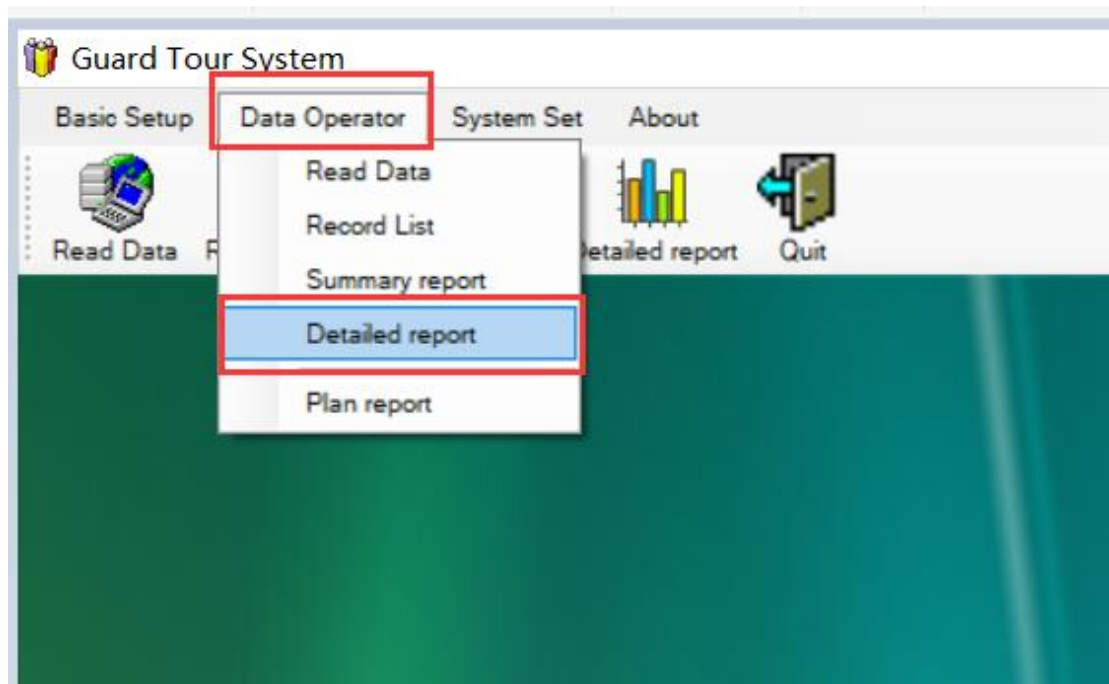 Guard Tour System
Basic Setup Data Operator System Set About
Read Data
Record List
Summary report
Detailed report
Plan report
Read Data report Quit